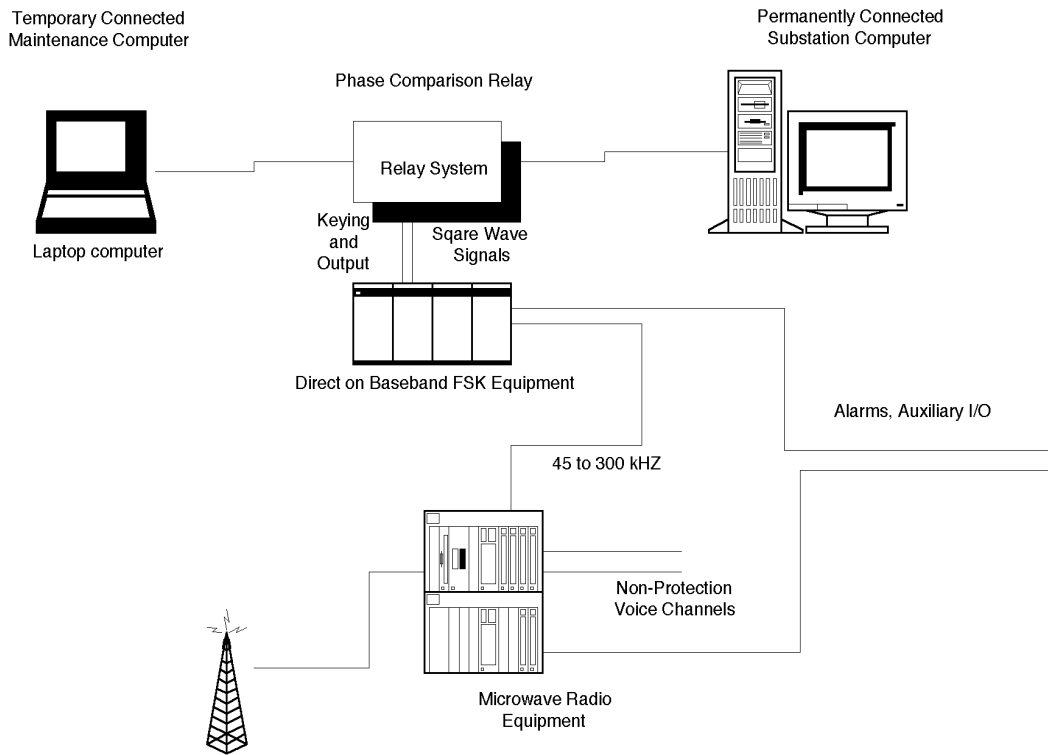 Temporary Connected
Maintenance Computer
Permanently Connected
Substation Computer
Phase Comparison Relay
Relay System
Laptop computer
Keying
and
Output
Sqare Wave
Signals
Direct on Baseband FSK Equipment
Alarms, Auxiliary I/O
45 to 300 kHZ
Non-Protection
Voice Channels
Microwave Radio
Equipment